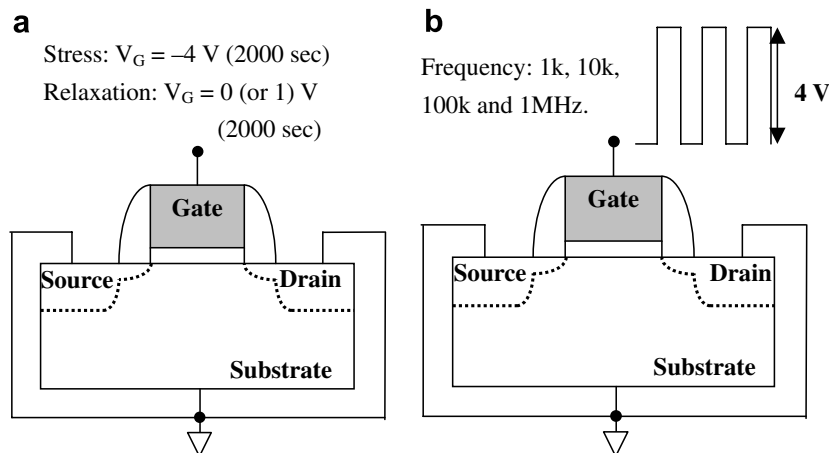 a
Stress: V_G = –4 V (2000 sec)
Relaxation: V_G = 0 (or 1) V
(2000 sec)
Gate
Source
Drain
Substrate
b
Frequency: 1k, 10k,
100k and 1MHz.
4 V
Gate
Source
Drain
Substrate